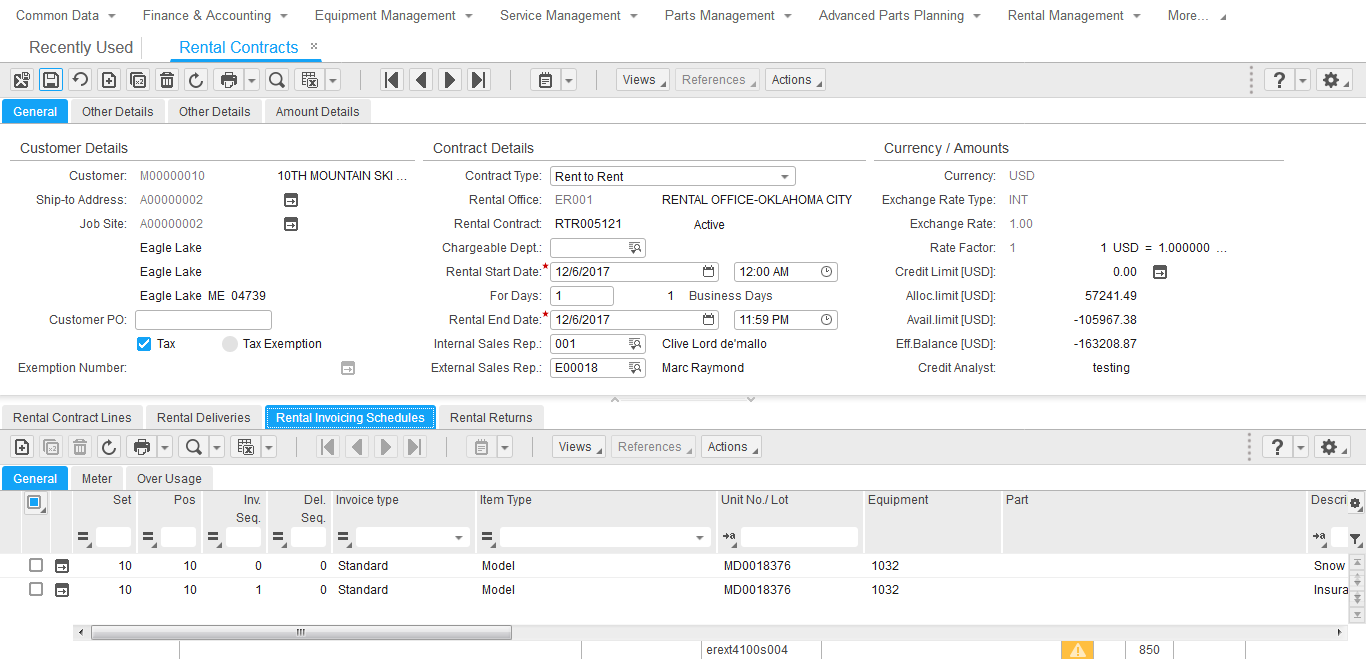 Common Data Finance & Accounting Equipment Management Service Management Parts Management Advanced Parts Planning Rental Management More...
Recently Used Rental Contracts ×
Views References Actions ?
General Other Details Other Details Amount Details
Customer Details Contract Details Currency / Amounts
Customer: M00000010 10TH MOUNTAIN SKI ... Contract Type: Rent to Rent Currency: USD
Ship-to Address: A00000002 Rental Office: ER001 RENTAL OFFICE-OKLAHOMA CITY Exchange Rate Type: INT
Job Site: A00000002 Rental Contract: RTR005121 Active Exchange Rate: 1.00
Eagle Lake Chargeable Dept.: Rate Factor: 1 1 USD = 1.000000 ...
Eagle Lake Rental Start Date:* 12/6/2017 12:00 AM Credit Limit [USD]: 0.00
Eagle Lake ME 04739 For Days: 1 1 Business Days Alloc.limit [USD]: 57241.49
Customer PO: Rental End Date:* 12/6/2017 11:59 PM Avail.limit [USD]: -105967.38
Tax Tax Exemption Internal Sales Rep.: 001 Clive Lord de'mallo Eff.Balance [USD]: -163208.87
Exemption Number: External Sales Rep.: E00018 Marc Raymond Credit Analyst: testing
Rental Contract Lines Rental Deliveries Rental Invoicing Schedules Rental Returns
Views References Actions ?
General Meter Over Usage
Set Pos Inv. Seq. Del. Seq. Invoice type Item Type Unit No./ Lot Equipment Part Descri
10 10 0 0 Standard Model MD0018376 1032 Snow
10 10 1 0 Standard Model MD0018376 1032 Insura
erext4100s004 850